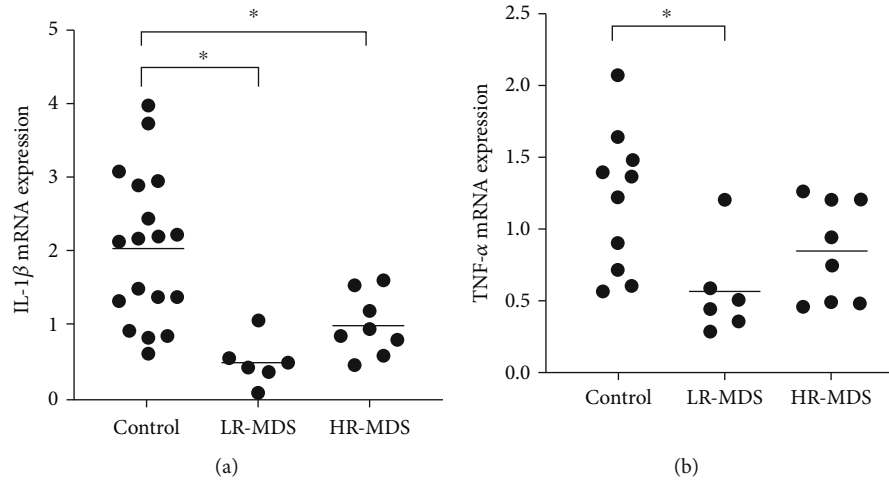 IL-1β mRNA expression
5
4
3
2
1
0
*
*
Control LR-MDS HR-MDS
(a)
TNF-α mRNA expression
2.5
2.0
1.5
1.0
0.5
0.0
*
Control LR-MDS HR-MDS
(b)